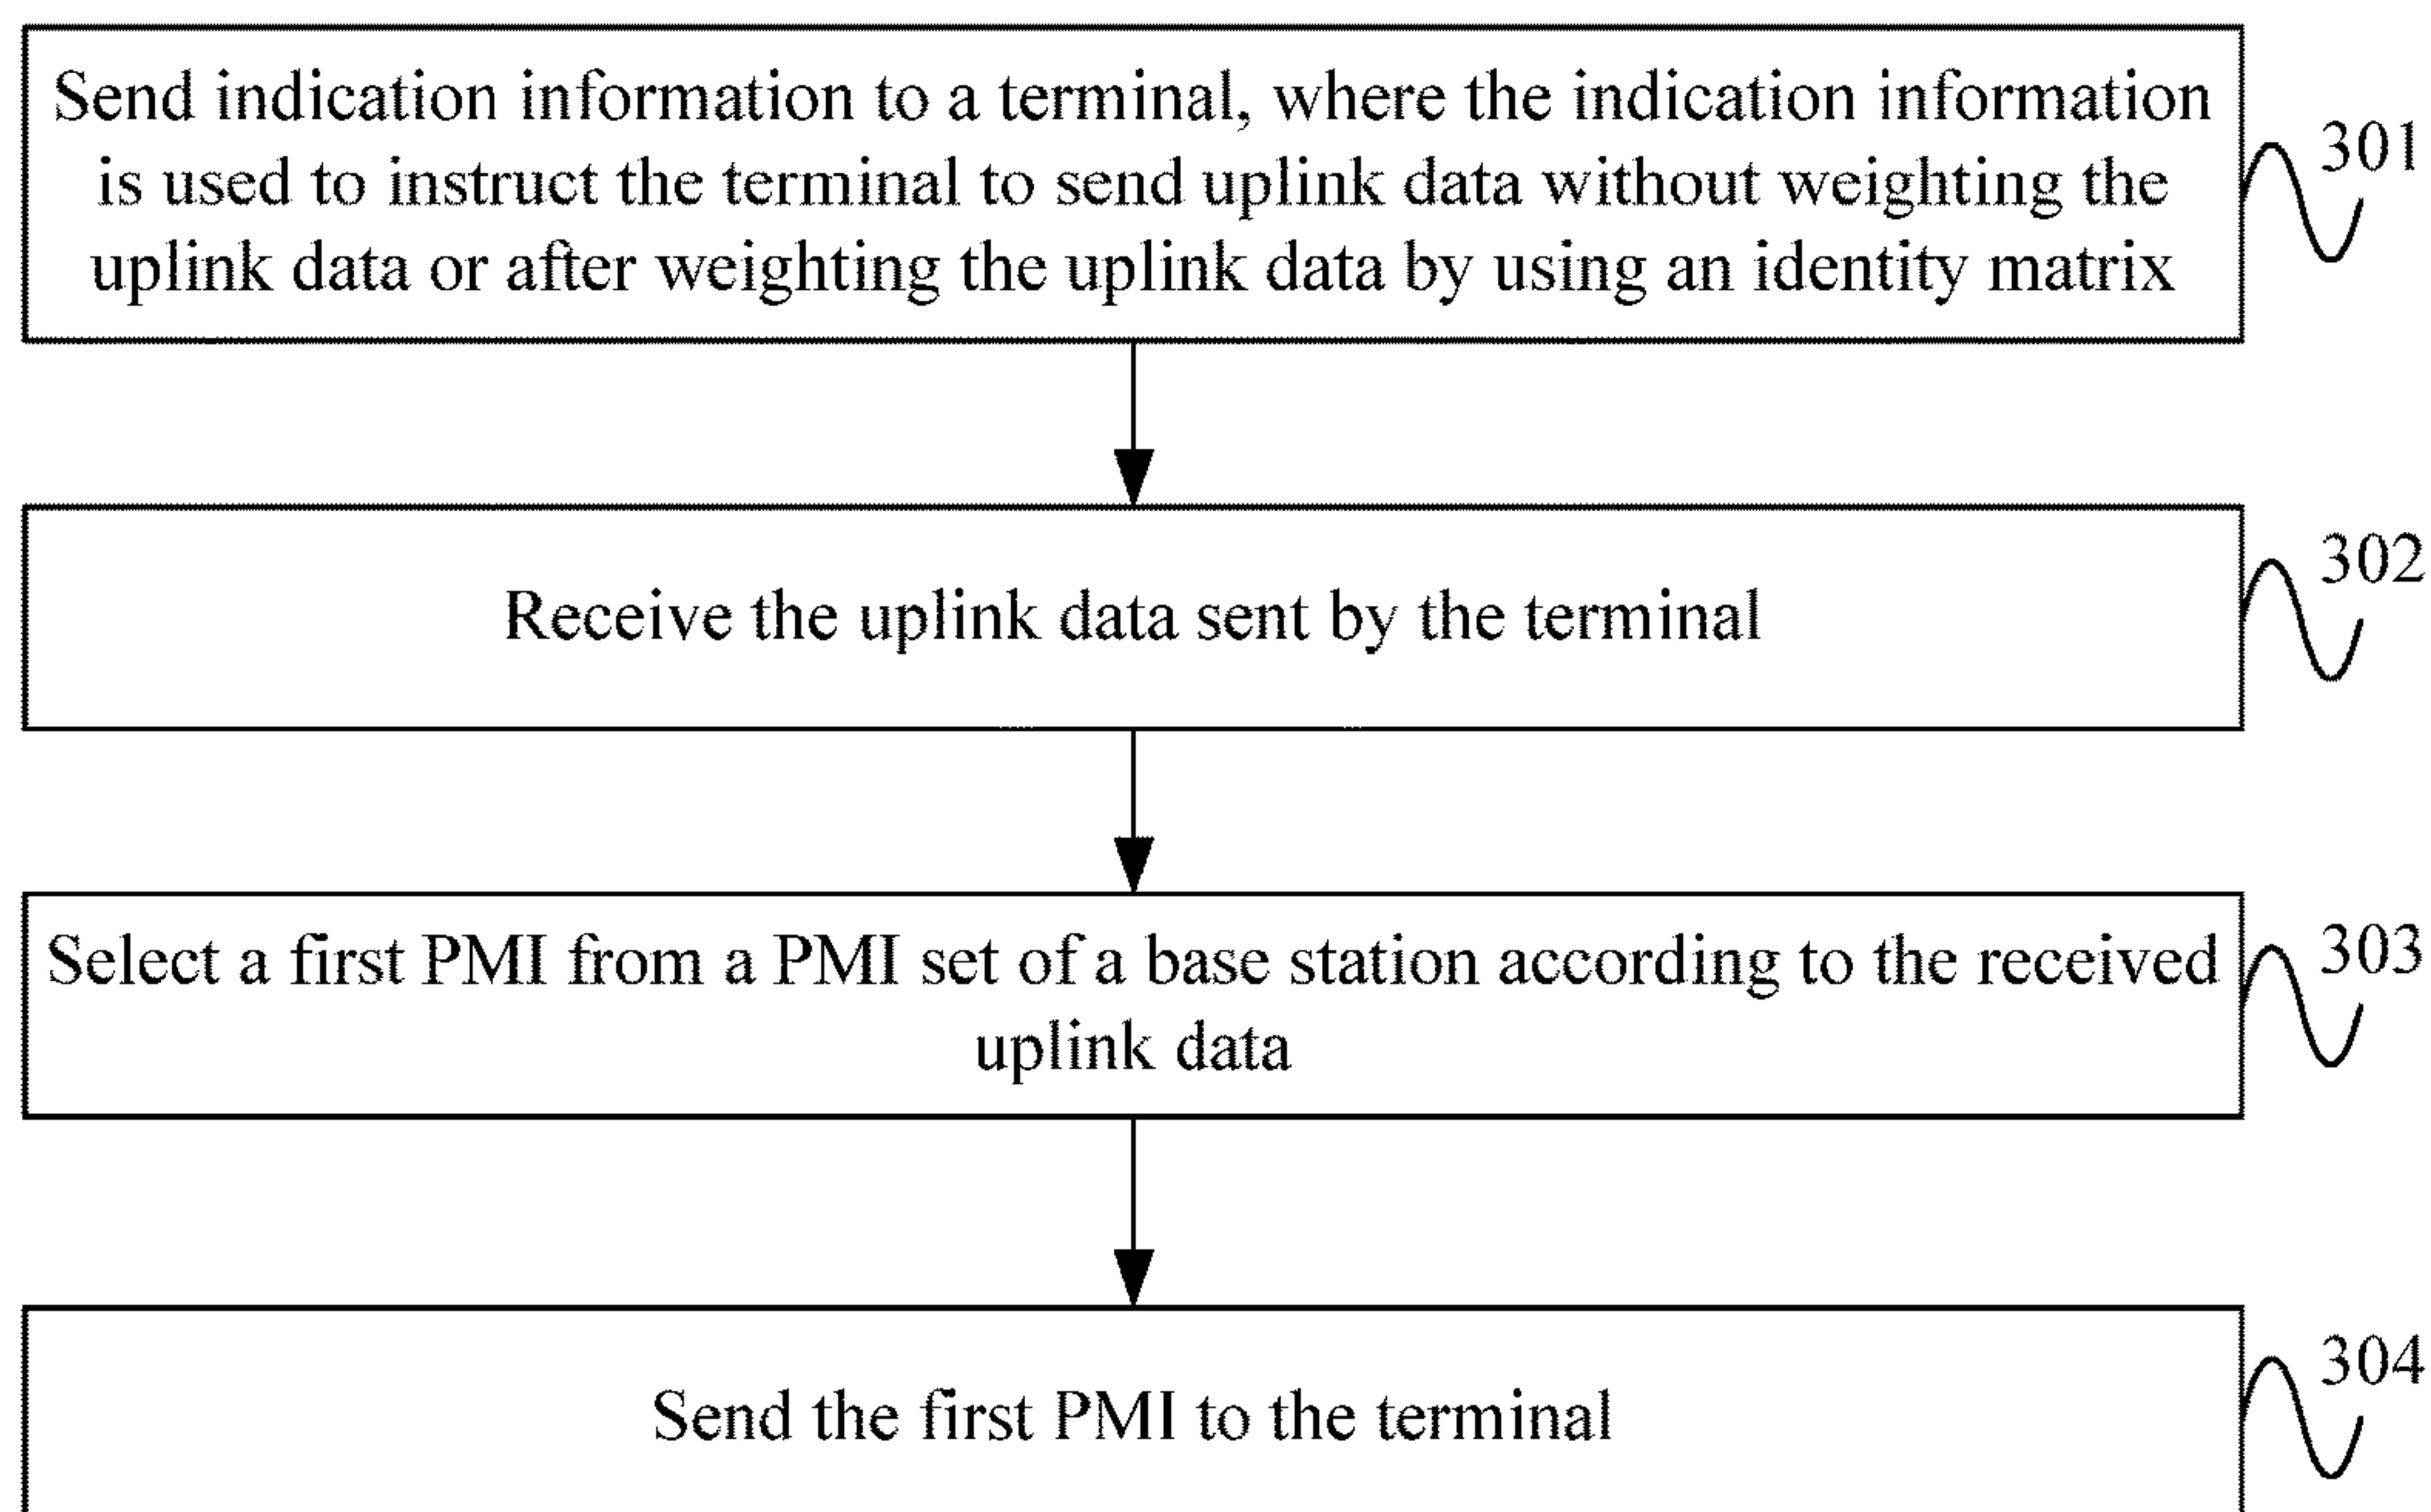 Send indication information to a terminal, where the indication information
is used to instruct the terminal to send uplink data without weighting the
uplink data or after weighting the uplink data by using an identity matrix
301
Receive the uplink data sent by the terminal
302
Select a first PMI from a PMI set of a base station according to the received
uplink data
303
Send the first PMI to the terminal
304